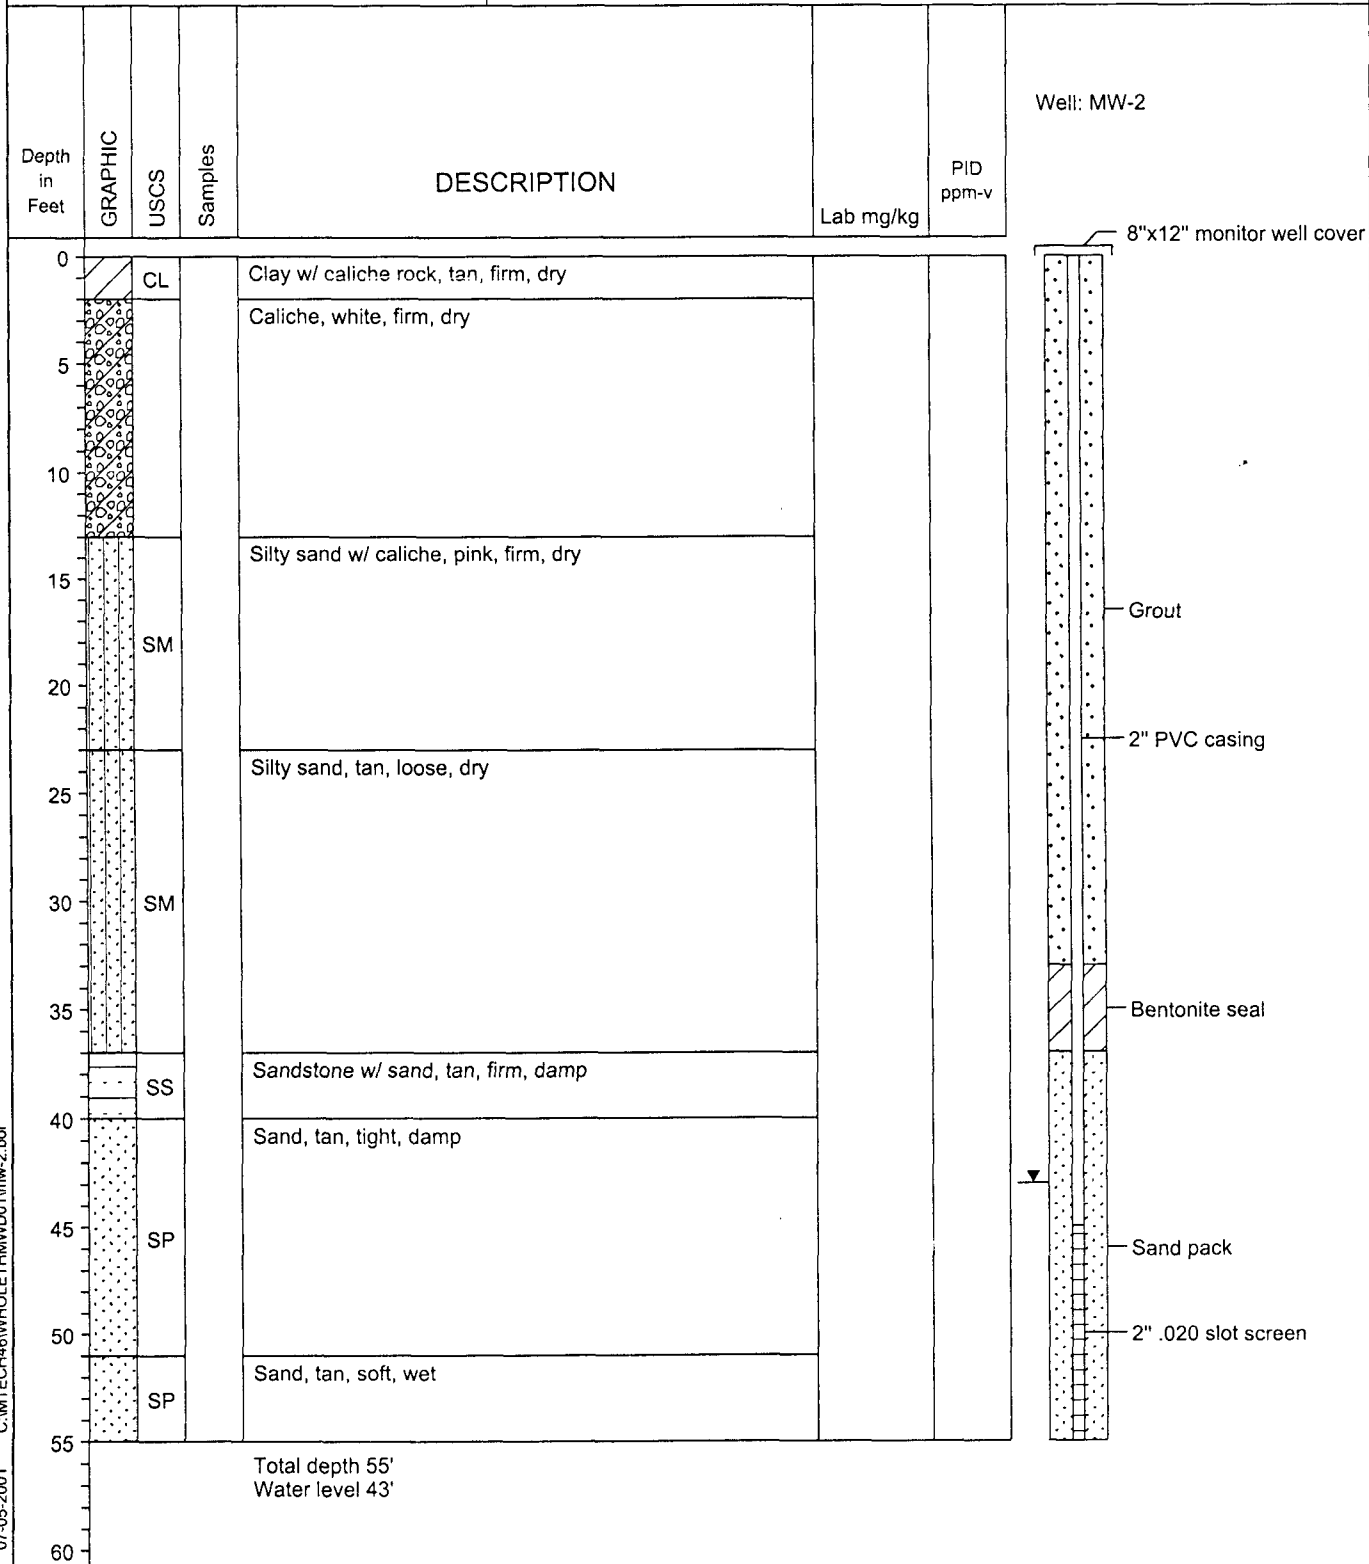 Depth
in
Feet
GRAPHIC
USCS
Samples
DESCRIPTION
Lab mg/kg
PID
ppm-v
Well: MW-2
8"x12" monitor well cover
0
CL
Clay w/ caliche rock, tan, firm, dry
Caliche, white, firm, dry
5
10
Silty sand w/ caliche, pink, firm, dry
15
SM
Grout
20
2" PVC casing
Silty sand, tan, loose, dry
25
30
SM
35
Bentonite seal
Sandstone w/ sand, tan, firm, damp
SS
40
Sand, tan, tight, damp
45
SP
Sand pack
50
2" .020 slot screen
Sand, tan, soft, wet
SP
55
Total depth 55'
Water level 43'
60
07-05-2001